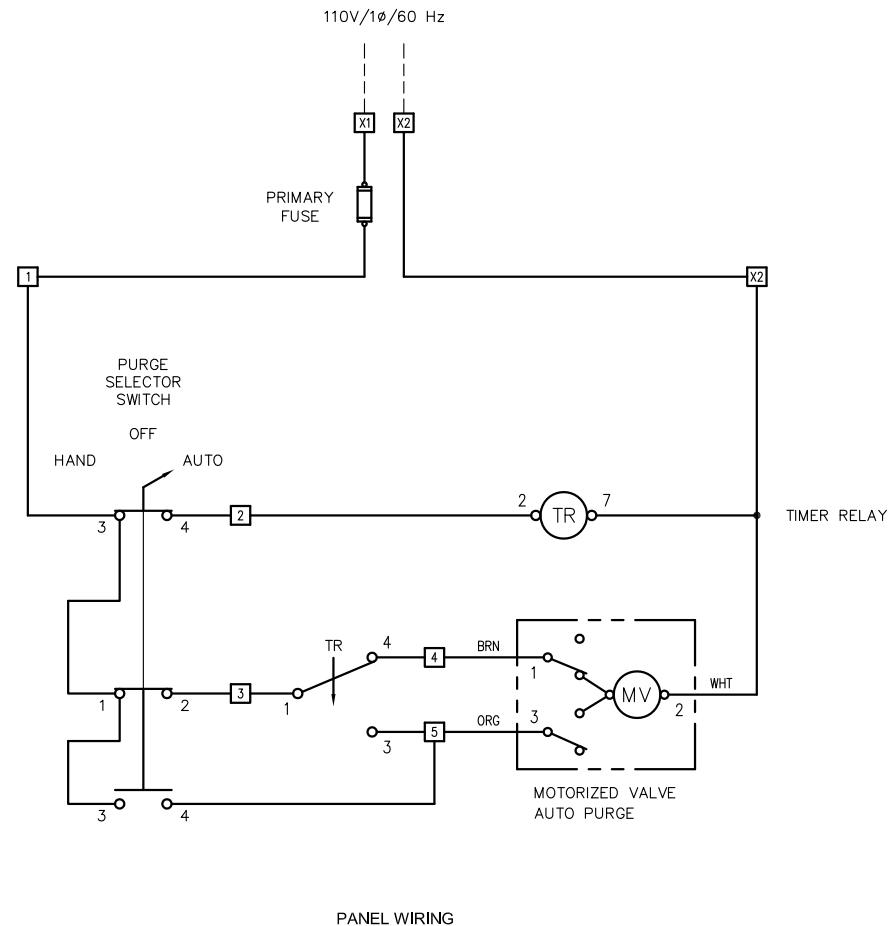 110V/1ø/60 Hz
X1
X2
PRIMARY
FUSE
1
X2
PURGE
SELECTOR
SWITCH
OFF
HAND
AUTO
3
4
2
2
TR
7
TIMER RELAY
TR
4
4
BRN
1
2
3
1
1
MV
2
WHT
3
5
ORG
3
3
4
MOTORIZED VALVE
AUTO PURGE
PANEL WIRING